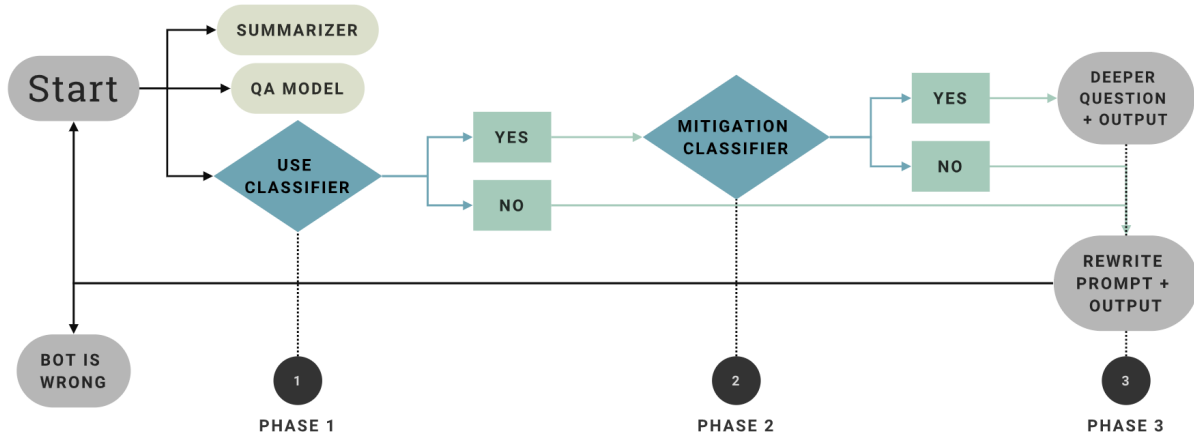 Start
SUMMARIZER
QA MODEL
USE
CLASSIFIER
YES
NO
MITIGATION
CLASSIFIER
YES
NO
DEEPER
QUESTION
+ OUTPUT
REWRITE
PROMPT +
OUTPUT
BOT IS
WRONG
1
PHASE 1
2
PHASE 2
3
PHASE 3